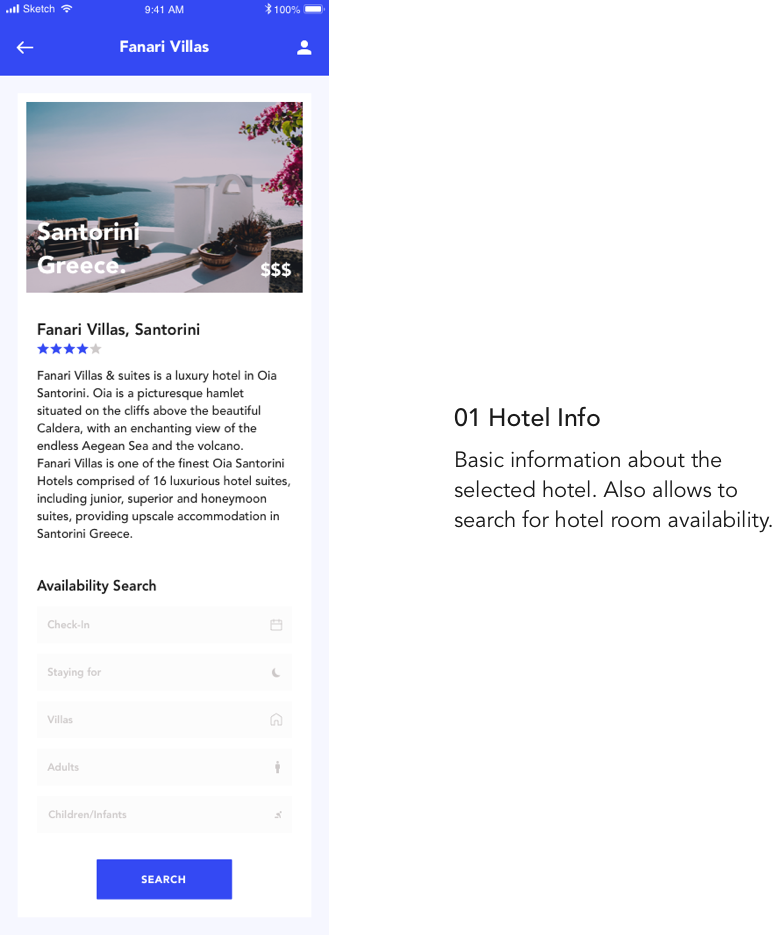 Sketch 9:41 AM 100%
Fanari Villas
Santorini
Greece.
$$$
Fanari Villas, Santorini
Fanari Villas & suites is a luxury hotel in Oia
Santorini. Oia is a picturesque hamlet
situated on the cliffs above the beautiful
Caldera, with an enchanting view of the
endless Aegean Sea and the volcano.
Fanari Villas is one of the finest Oia Santorini
Hotels comprised of 16 luxurious hotel suites,
including junior, superior and honeymoon
suites, providing upscale accommodation in
Santorini Greece.
Availability Search
Check-In
Staying for
Villas
Adults
Children/Infants
SEARCH
01 Hotel Info
Basic information about the
selected hotel. Also allows to
search for hotel room availability.